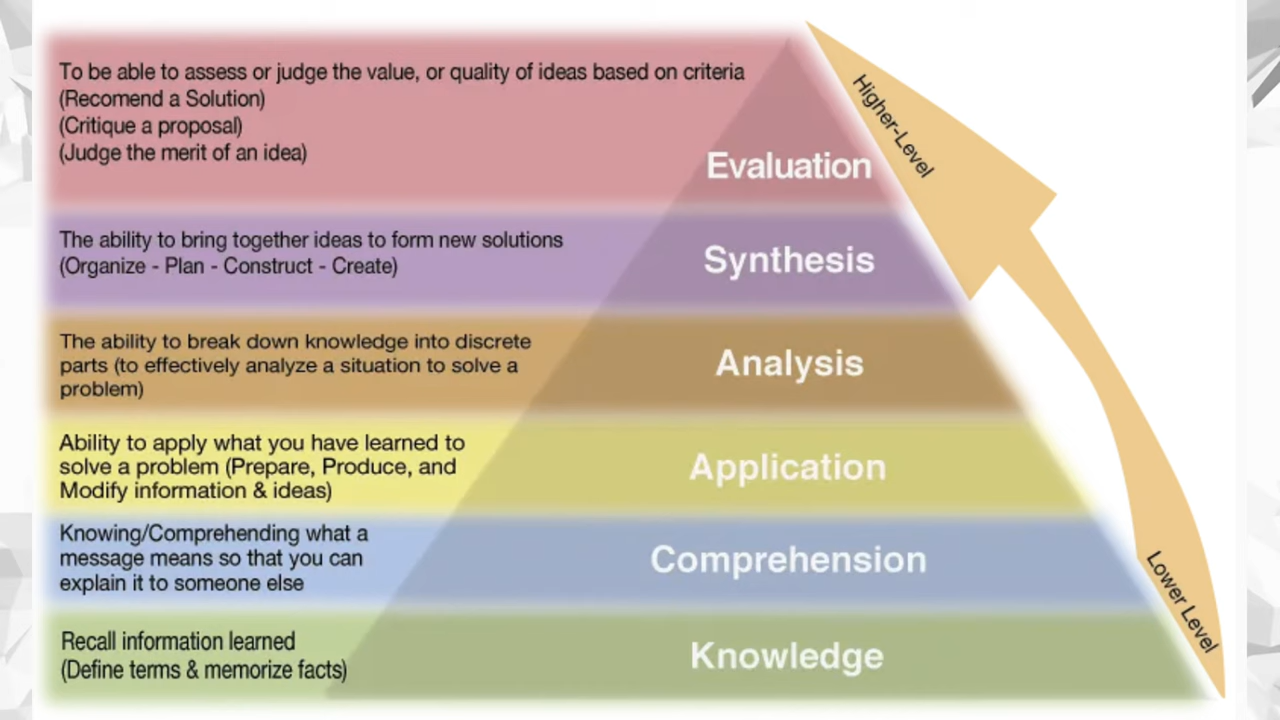 To be able to assess or judge the value, or quality of ideas based on criteria
(Recomend a Solution)
(Critique a proposal)
(Judge the merit of an idea)
Evaluation
Higher-Level
The ability to bring together ideas to form new solutions
(Organize - Plan - Construct - Create)
Synthesis
The ability to break down knowledge into discrete
parts (to effectively analyze a situation to solve a
problem)
Analysis
Ability to apply what you have learned to
solve a problem (Prepare, Produce, and
Modify information & ideas)
Application
Knowing/Comprehending what a
message means so that you can
explain it to someone else
Comprehension
Lower Level
Recall information learned
(Define terms & memorize facts)
Knowledge